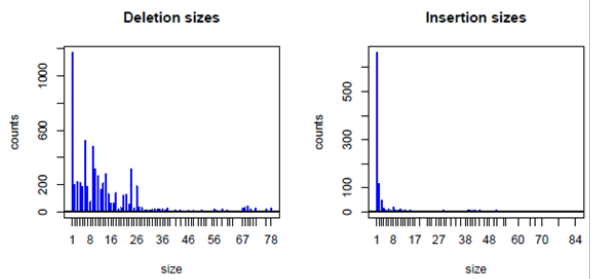 Deletion sizes
counts
0
200
600
1000
1 8 16 26 36 46 56 67 78
size
Insertion sizes
counts
0
100
300
500
1 8 17 27 38 48 60 70 84
size